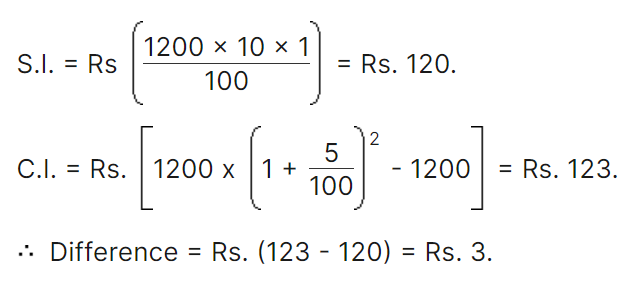 S.I. = Rs (1200 × 10 × 1 / 100) = Rs. 120.
C.I. = Rs. [1200 x (1 + 5/100)² - 1200] = Rs. 123.
∴ Difference = Rs. (123 - 120) = Rs. 3.